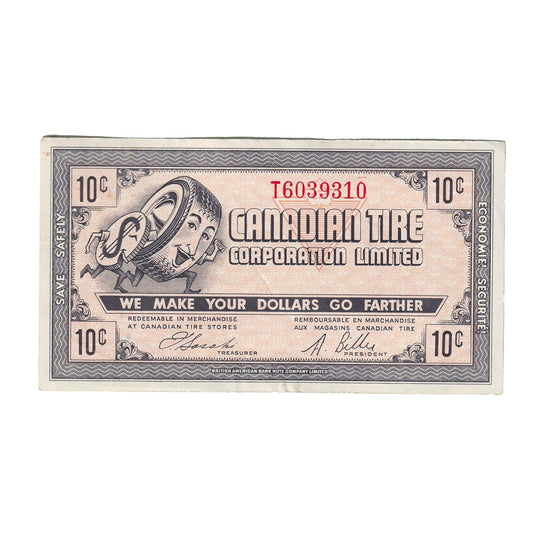 T6039310
10¢ 10¢
CANADIAN TIRE
CORPORATION LIMITED
SAVE SAFELY
ÉCONOMIE SÉCURITÉ
WE MAKE YOUR DOLLARS GO FARTHER
REDEEMABLE IN MERCHANDISE
AT CANADIAN TIRE STORES
REMBOURSABLE EN MARCHANDISE
AUX MAGASINS CANADIAN TIRE
10¢ 10¢
TREASURER
A. Billes
PRESIDENT
BRITISH AMERICAN BANK NOTE COMPANY LIMITED